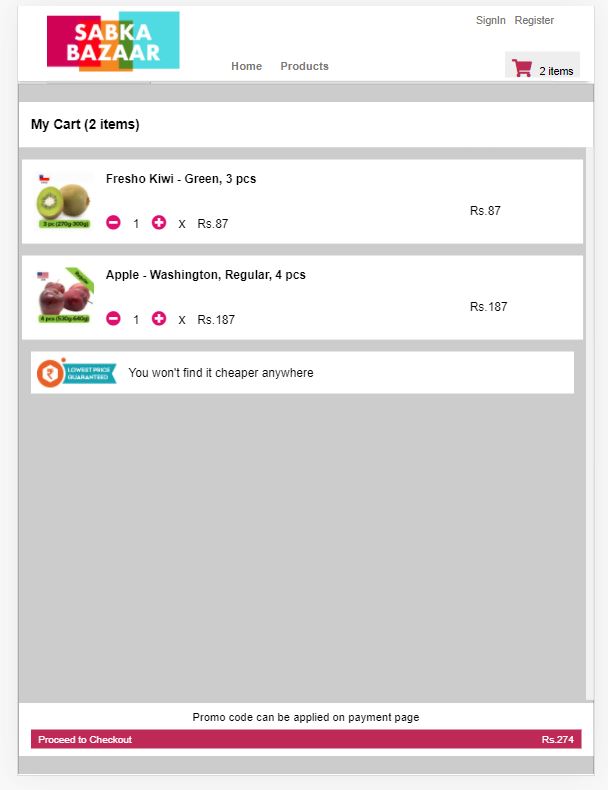 SABKA
BAZAAR
SignIn Register
Home Products
2 items
My Cart (2 items)
Fresho Kiwi - Green, 3 pcs
3 pc (270g-300g)
1 X Rs.87
Rs.87
Apple - Washington, Regular, 4 pcs
Regular
4 pcs (530g-640g)
1 X Rs.187
Rs.187
LOWEST PRICE
GUARANTEED
You won't find it cheaper anywhere
Promo code can be applied on payment page
Proceed to Checkout Rs.274